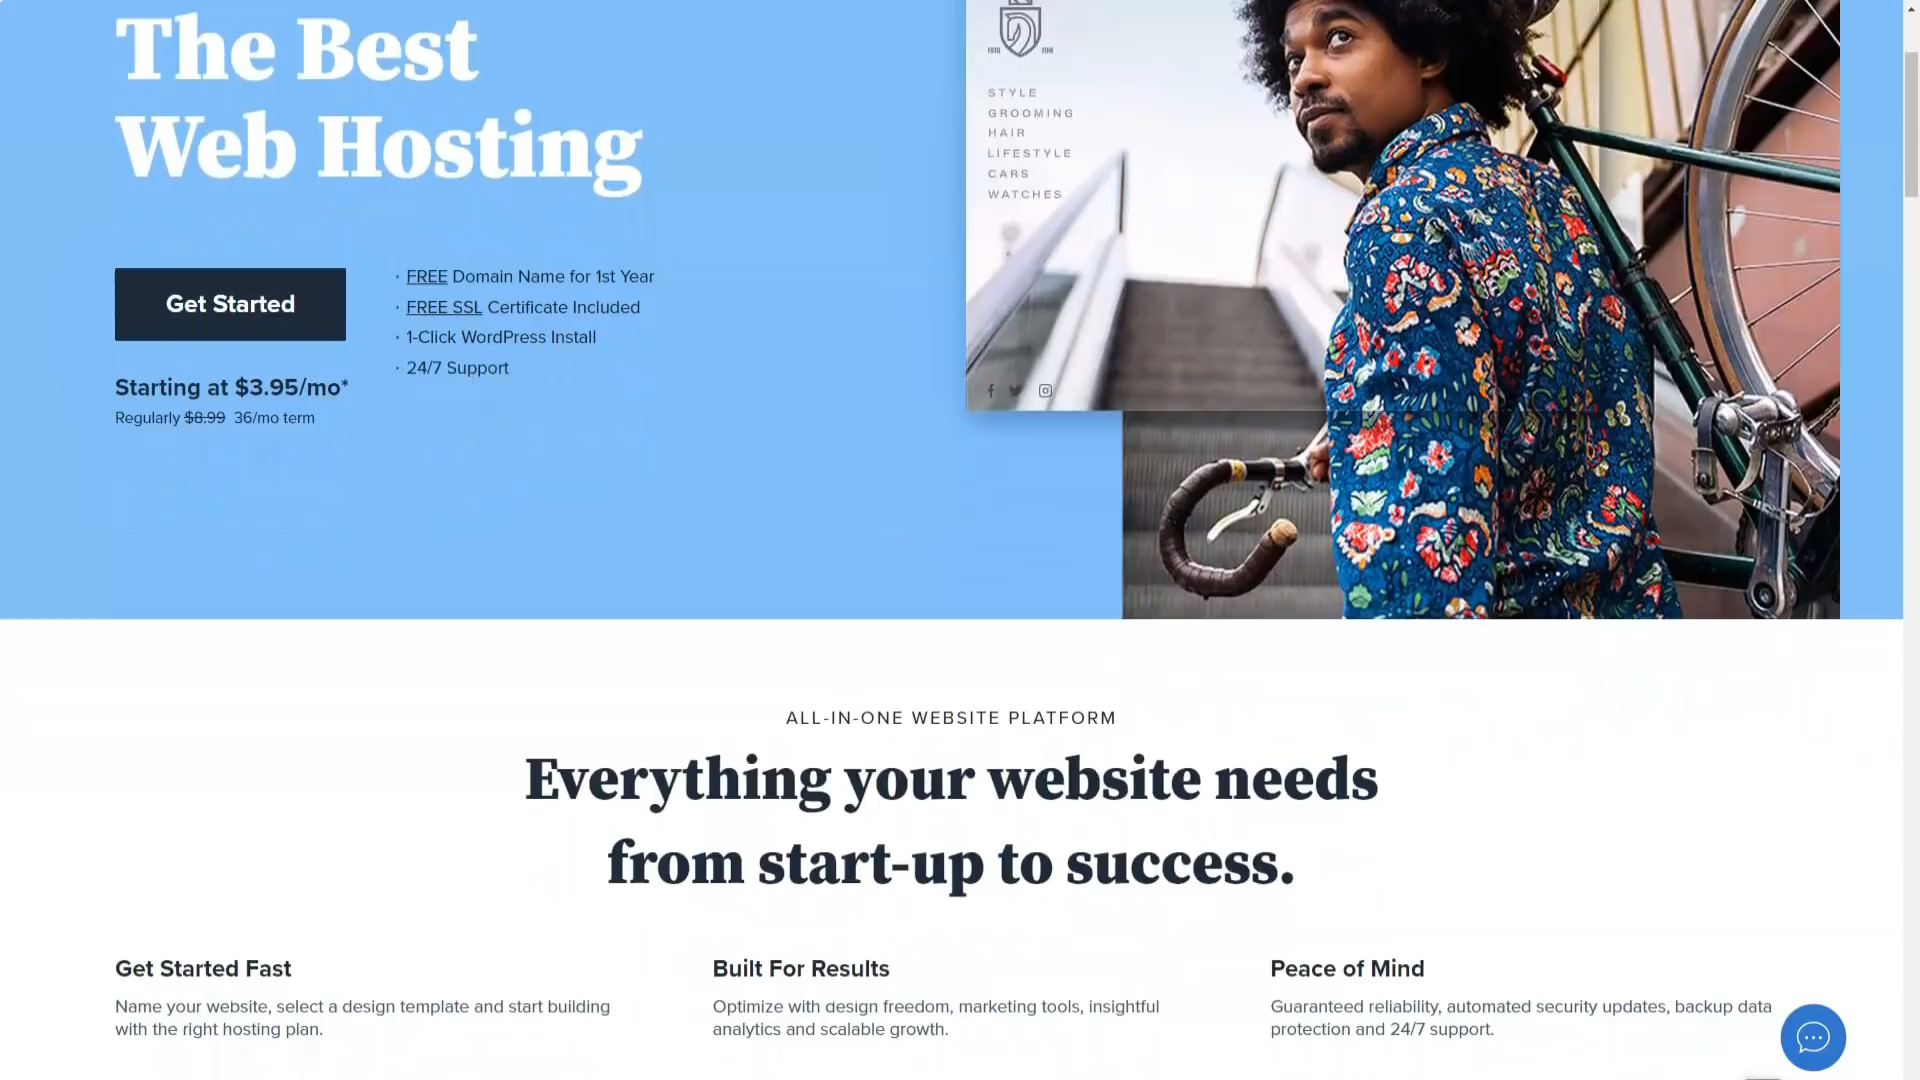 The Best
Web Hosting
Get Started
Starting at $3.95/mo*
Regularly $8.99 36/mo term
· FREE Domain Name for 1st Year
· FREE SSL Certificate Included
· 1-Click WordPress Install
· 24/7 Support
STYLE
GROOMING
HAIR
LIFESTYLE
CARS
WATCHES
ALL-IN-ONE WEBSITE PLATFORM
Everything your website needs
from start-up to success.
Get Started Fast
Name your website, select a design template and start building
with the right hosting plan.
Built For Results
Optimize with design freedom, marketing tools, insightful
analytics and scalable growth.
Peace of Mind
Guaranteed reliability, automated security updates, backup data
protection and 24/7 support.